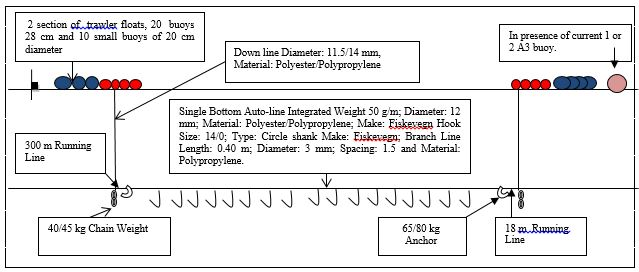 2 section of trawler floats, 20 buoys
28 cm and 10 small buoys of 20 cm
diameter
In presence of current 1 or
2 A3 buoy.
Down line Diameter: 11.5/14 mm,
Material: Polyester/Polypropylene
Single Bottom Auto-line Integrated Weight 50 g/m; Diameter: 12
mm; Material: Polyester/Polypropylene; Make: Fiskevegn Hook
Size: 14/0; Type: Circle shank Make: Fiskevegn; Branch Line
Length: 0.40 m; Diameter: 3 mm; Spacing: 1.5 and Material:
Polypropylene.
300 m Running
Line
40/45 kg Chain Weight
65/80 kg
Anchor
18 m Running
Line